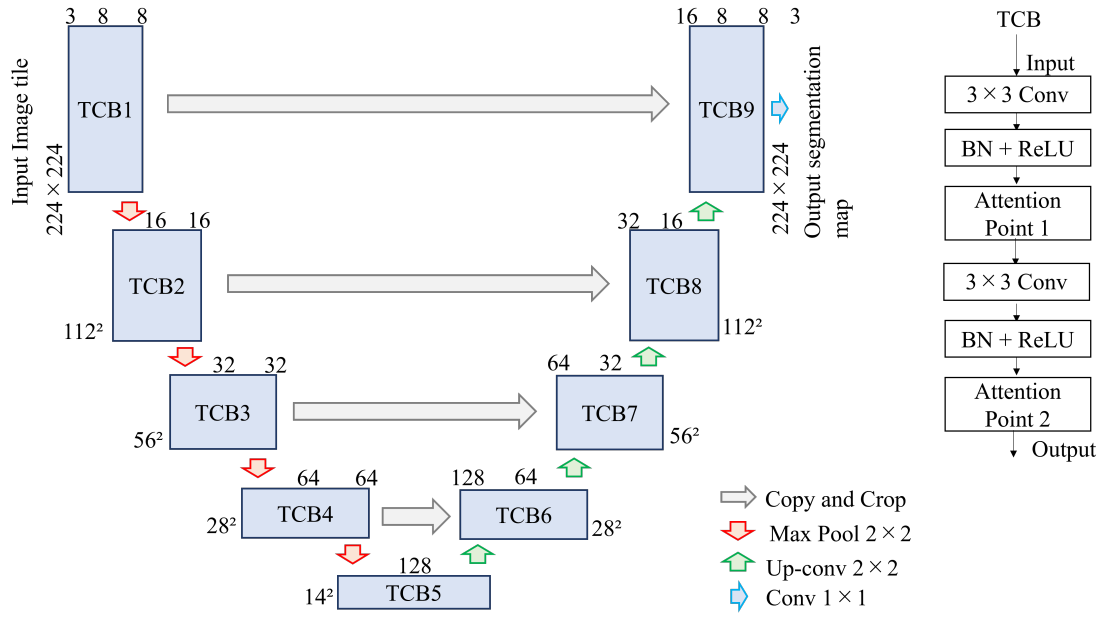 3 8 8
Input Image tile
TCB1
224×224
16 8 8 3
TCB9
224×224
Output segmentation
map
16 16
TCB2
112²
32 16
TCB8
112²
32 32
TCB3
56²
64 32
TCB7
56²
64 64
TCB4
28²
128 64
TCB6
28²
128
TCB5
14²
Copy and Crop
Max Pool 2×2
Up-conv 2×2
Conv 1×1
TCB
Input
3×3 Conv
BN + ReLU
Attention
Point 1
3×3 Conv
BN + ReLU
Attention
Point 2
Output